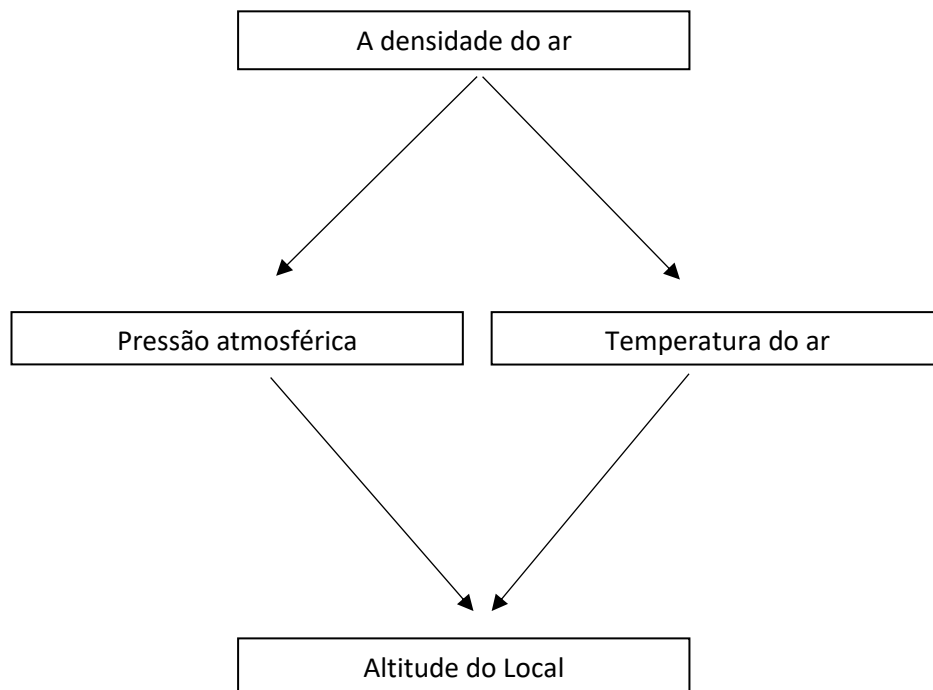 A densidade do ar
Pressão atmosférica
Temperatura do ar
Altitude do Local